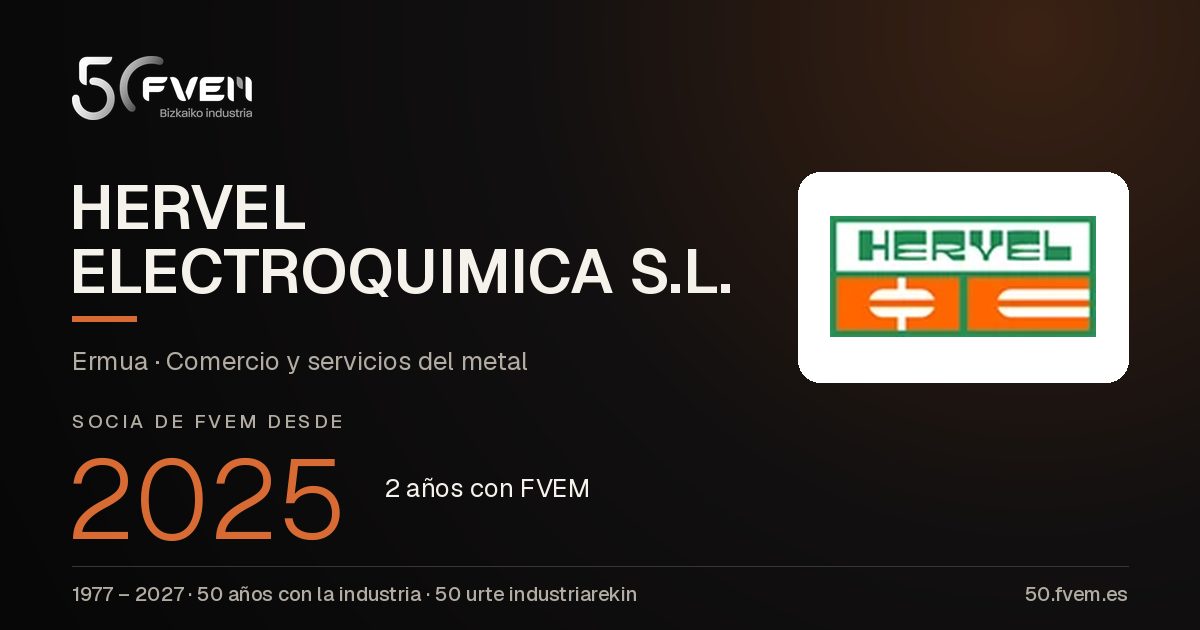 50 FVEM
Bizkaiko industria
HERVEL
ELECTROQUIMICA S.L.
HERVEL
Ermua · Comercio y servicios del metal
SOCIA DE FVEM DESDE
2025
2 años con FVEM
1977 – 2027 · 50 años con la industria · 50 urte industriarekin
50.fvem.es